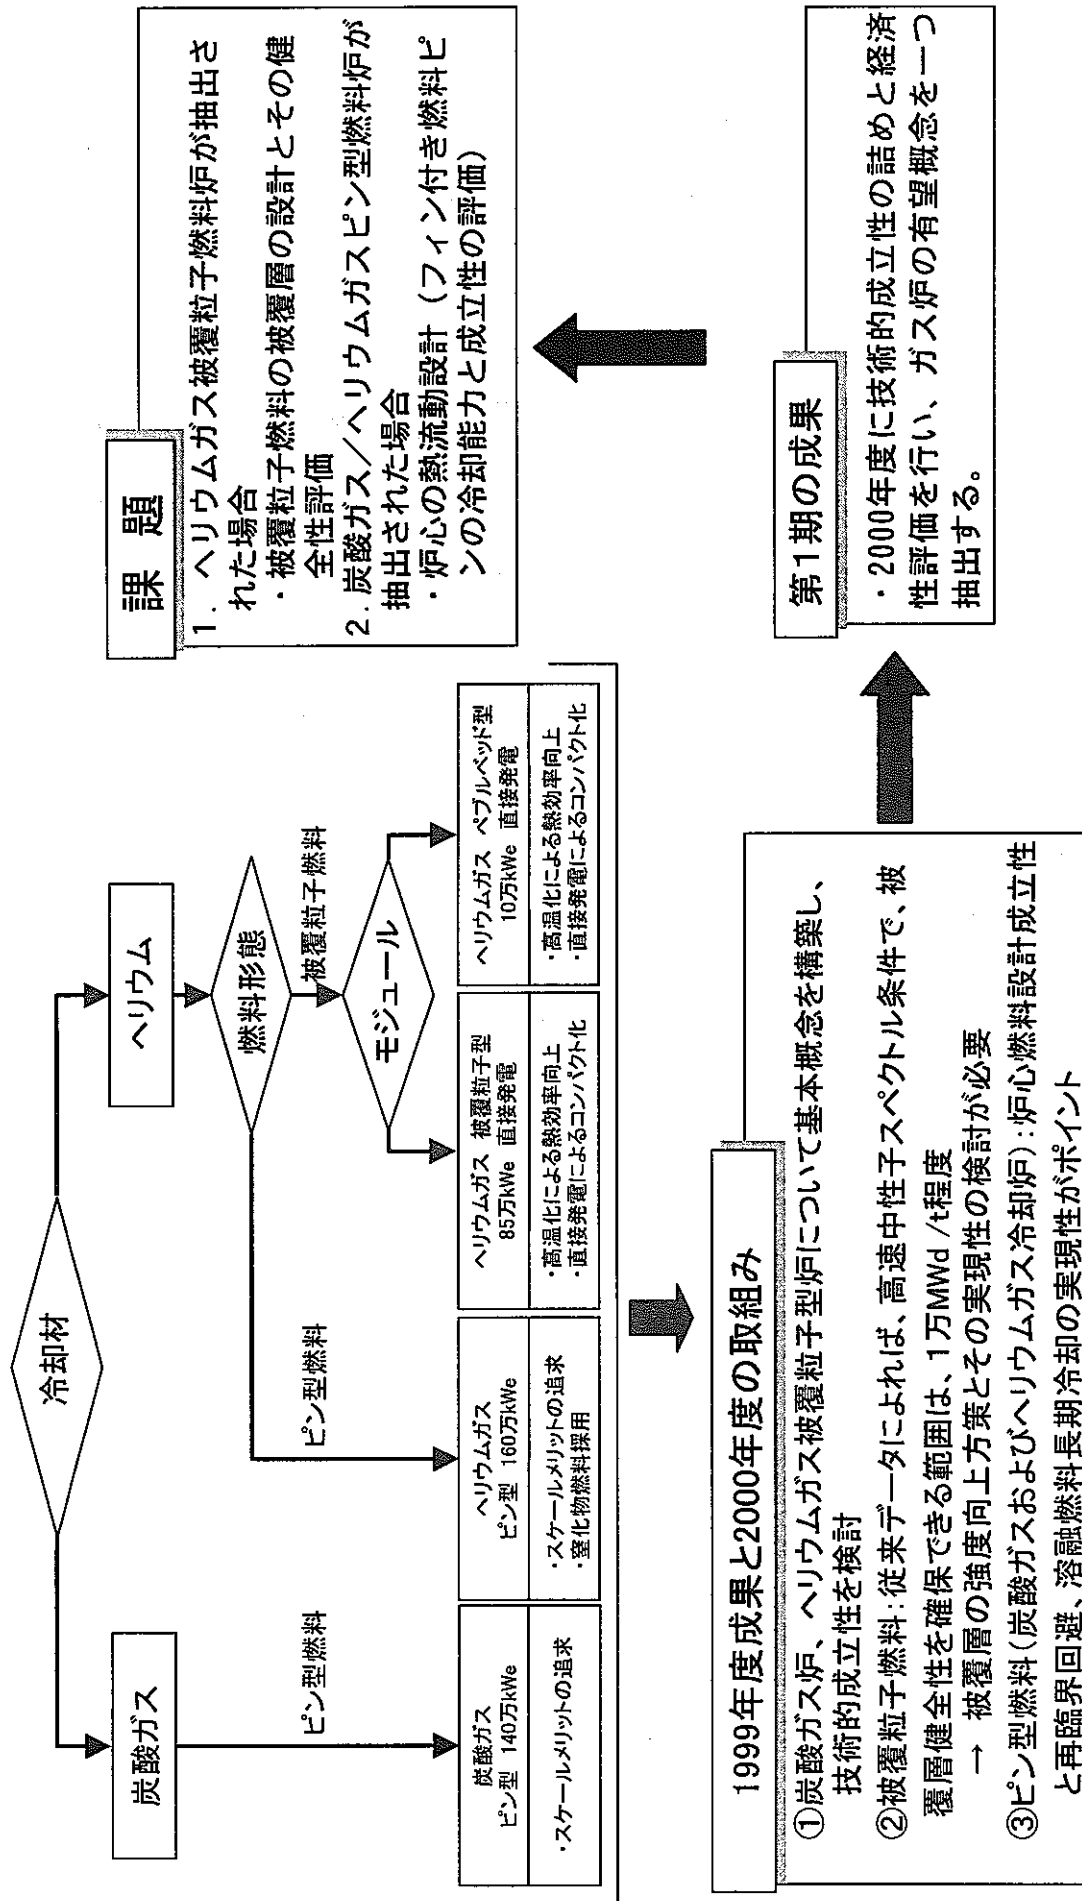 冷却材
炭酸ガス
ヘリウム
燃料形態
ピン型燃料
ピン型燃料
被覆粒子燃料
モジュール
炭酸ガス
ピン型 140万kWe
・スケールメリットの追求
ヘリウムガス
ピン型 160万kWe
・スケールメリットの追求
・窒化物燃料採用
ヘリウムガス 被覆粒子型
85万kWe 直接発電
・高温化による熱効率向上
・直接発電によるコンパクト化
ヘリウムガス ペブルベッド型
10万kWe 直接発電
・高温化による熱効率向上
・直接発電によるコンパクト化
1999年度成果と2000年度の取組み
①炭酸ガス炉、ヘリウムガス被覆粒子型炉について基本概念を構築し、
技術的成立性を検討
②被覆粒子燃料:従来データによれば、高速中性子スペクトル条件で、被
覆層健全性を確保できる範囲は、1万MWd /t程度
→ 被覆層の強度向上方策とその実現性の検討が必要
③ピン型燃料(炭酸ガスおよびヘリウムガス冷却炉):炉心燃料設計成立性
と再臨界回避、溶融燃料長期冷却の実現性がポイント
第1期の成果
・2000年度に技術的成立性の詰めと経済
性評価を行い、ガス炉の有望概念を一つ
抽出する。
課 題
1. ヘリウムガス被覆粒子燃料炉が抽出さ
れた場合
・被覆粒子燃料の被覆層の設計とその健
全性評価
2. 炭酸ガス/ヘリウムガスピン型燃料炉が
抽出された場合
・炉心の熱流動設計（フィン付き燃料ピ
ンの冷却能力と成立性の評価）